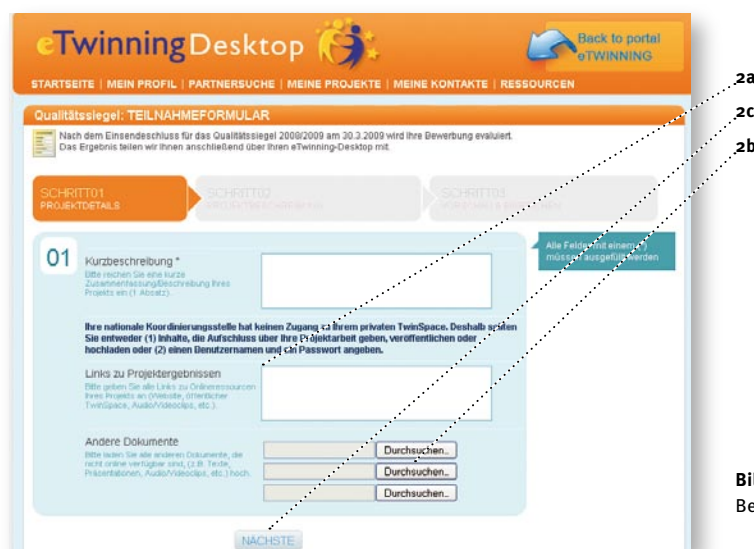 eTwinning Desktop
Back to portal
eTWINNING
STARTSEITE | MEIN PROFIL | PARTNERSUCHE | MEINE PROJEKTE | MEINE KONTAKTE | RESSOURCEN
Qualitätssiegel: TEILNAHMEFORMULAR
Nach dem Einsendeschluss für das Qualitätssiegel 2008/2009 am 30.3.2009 wird Ihre Bewerbung evaluiert.
Das Ergebnis teilen wir Ihnen anschließend über Ihren eTwinning-Desktop mit.
SCHRITT01
PROJEKTDETAILS
SCHRITT02
SCHRITT03
Alle Felder mit einem (*)
müssen ausgefüllt werden
01
Kurzbeschreibung *
Bitte reichen Sie eine kurze
Zusammenfassung/Beschreibung Ihres
Projekts ein (1 Absatz).
Ihre nationale Koordinierungsstelle hat keinen Zugang zu Ihrem privaten TwinSpace. Deshalb sollten
Sie entweder (1) Inhalte, die Aufschluss über Ihre Projektarbeit geben, veröffentlichen oder
hochladen oder (2) einen Benutzernamen und ein Passwort angeben.
Links zu Projektergebnissen
Bitte geben Sie alle Links zu Onlineressourcen
Ihres Projekts an (Website, öffentlicher
TwinSpace, Audio/Videoclips, etc.).
Andere Dokumente
Bitte laden Sie alle anderen Dokumente, die
nicht online verfügbar sind, (z.B. Texte,
Präsentationen, Audio/Videoclips, etc.) hoch.
Durchsuchen...
Durchsuchen...
Durchsuchen...
NÄCHSTE
2a
2c
2b